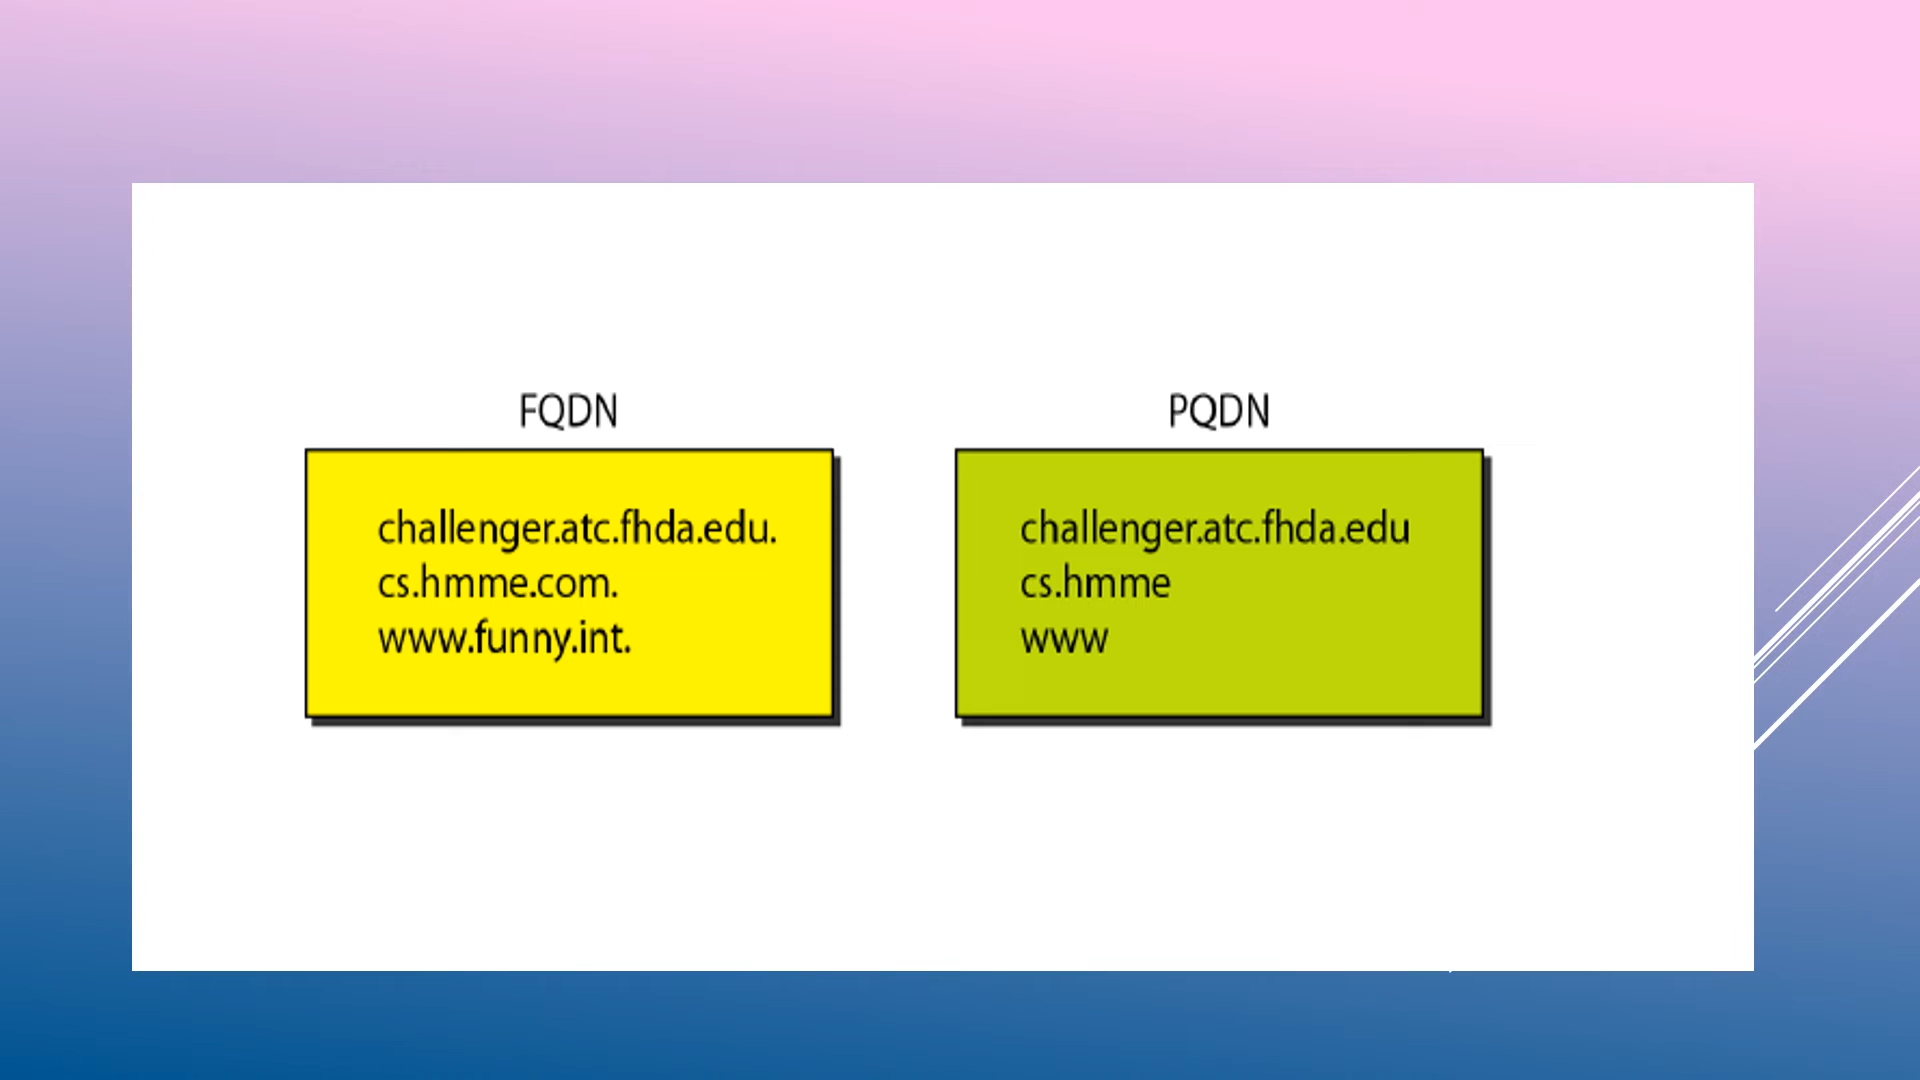 FQDN
challenger.atc.fhda.edu.
cs.hmme.com.
www.funny.int.
PQDN
challenger.atc.fhda.edu
cs.hmme
www